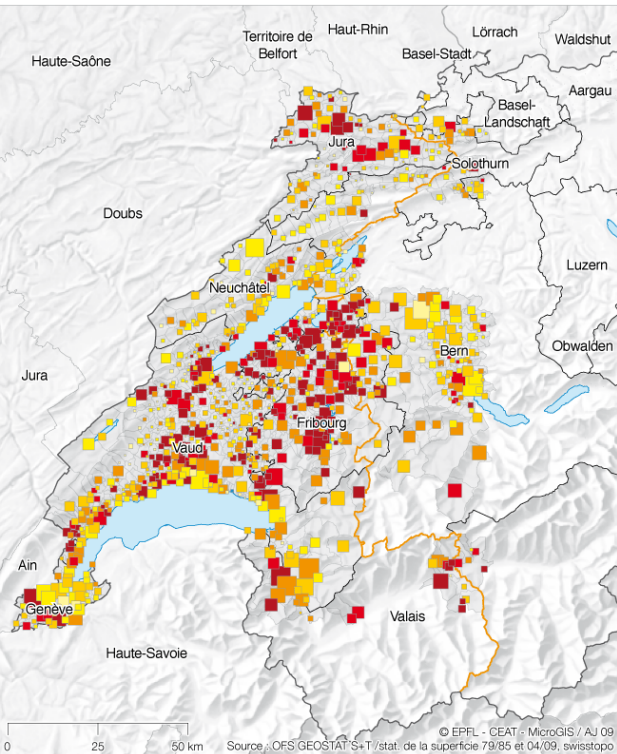 Haut-Rhin
Lörrach
Territoire de
Belfort
Waldshut
Basel-Stadt
Haute-Saône
Aargau
Basel-
Landschaft
Jura
Solothurn
Doubs
Luzern
Neuchâtel
Obwalden
Bern
Jura
Fribourg
Vaud
Ain
Genève
Valais
Haute-Savoie
© EPFL - CEAT - MicroGIS / AJ 09
0 25 50 km
Source : OFS GEOSTAT S+T /stat. de la superficie 79/85 et 04/09, swisstopo